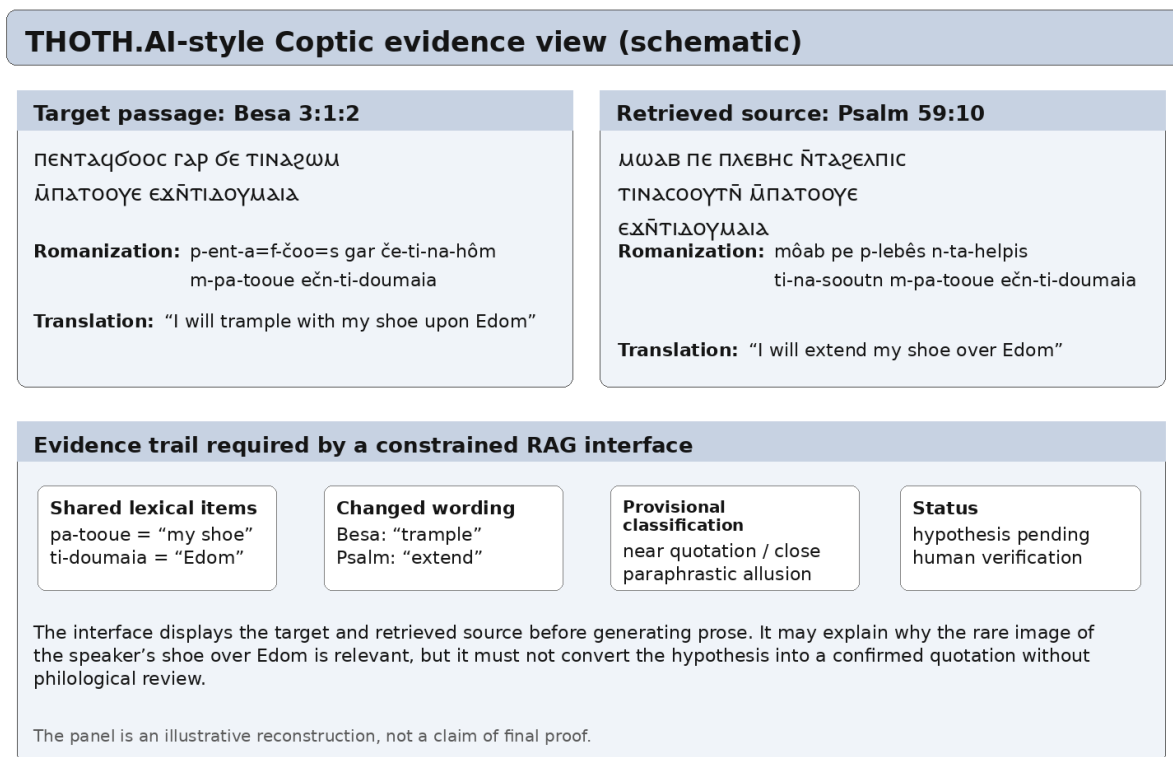 THOTH.AI-style Coptic evidence view (schematic)
Target passage: Besa 3:1:2
ⲡⲉⲛⲧⲁϥϭⲟⲟⲥ ⲅⲁⲣ ϭⲉ ϯⲓⲛⲁϩⲱⲙ
ⲙ̄ⲡⲁⲧⲟⲟⲩⲉ ⲉϫⲛ̄ⲧⲓⲇⲟⲩⲙⲁⲓⲁ
Romanization: p-ent-a=f-čoo=s gar če-ti-na-hôm
m-pa-tooue ečn-ti-doumaia
Translation: “I will trample with my shoe upon Edom”
Retrieved source: Psalm 59:10
ⲙⲱⲁⲃ ⲡⲉ ⲡⲗⲉⲃⲏⲥ ⲛ̄ⲧⲁϩⲉⲗⲡⲓⲥ
ⲧⲓⲛⲁⲥⲟⲟⲩⲧⲛ̄ ⲙ̄ⲡⲁⲧⲟⲟⲩⲉ
ⲉϫⲛ̄ⲧⲓⲇⲟⲩⲙⲁⲓⲁ
Romanization: môab pe p-lebês n-ta-helpis
ti-na-sooutn m-pa-tooue ečn-ti-doumaia
Translation: “I will extend my shoe over Edom”
Evidence trail required by a constrained RAG interface
Shared lexical items
pa-tooue = “my shoe”
ti-doumaia = “Edom”
Changed wording
Besa: “trample”
Psalm: “extend”
Provisional
classification
near quotation / close
paraphrastic allusion
Status
hypothesis pending
human verification
The interface displays the target and retrieved source before generating prose. It may explain why the rare image of
the speaker’s shoe over Edom is relevant, but it must not convert the hypothesis into a confirmed quotation without
philological review.
The panel is an illustrative reconstruction, not a claim of final proof.